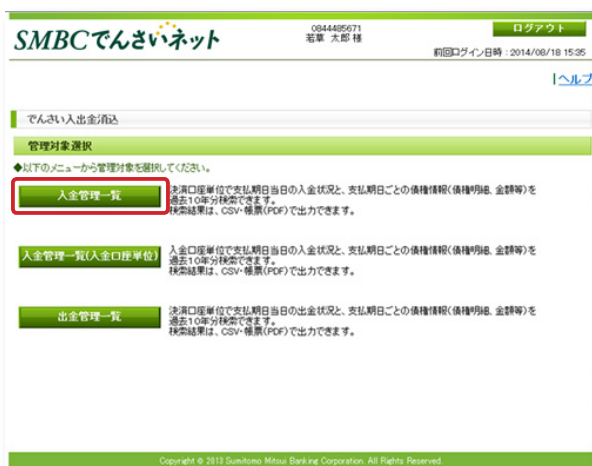 SMBCでんさいネット
0844485671
若草 太郎 様
ログアウト
前回ログイン日時：2014/08/18 15:35
ヘルプ
でんさい入出金消込
管理対象選択
◆以下のメニューから管理対象を選択してください。
入金管理一覧
決済口座単位で支払期日当日の入金状況と、支払期日ごとの債権情報(債権明細、金額等)を
過去10年分検索できます。
検索結果は、CSV・帳票(PDF)で出力できます。
入金管理一覧(入金口座単位)
入金口座単位で支払期日当日の入金状況と、支払期日ごとの債権情報(債権明細、金額等)を
過去10年分検索できます。
検索結果は、CSV・帳票(PDF)で出力できます。
出金管理一覧
決済口座単位で支払期日当日の出金状況と、支払期日ごとの債権情報(債権明細、金額等)を
過去10年分検索できます。
検索結果は、CSV・帳票(PDF)で出力できます。
Copyright © 2013 Sumitomo Mitsui Banking Corporation. All Rights Reserved.